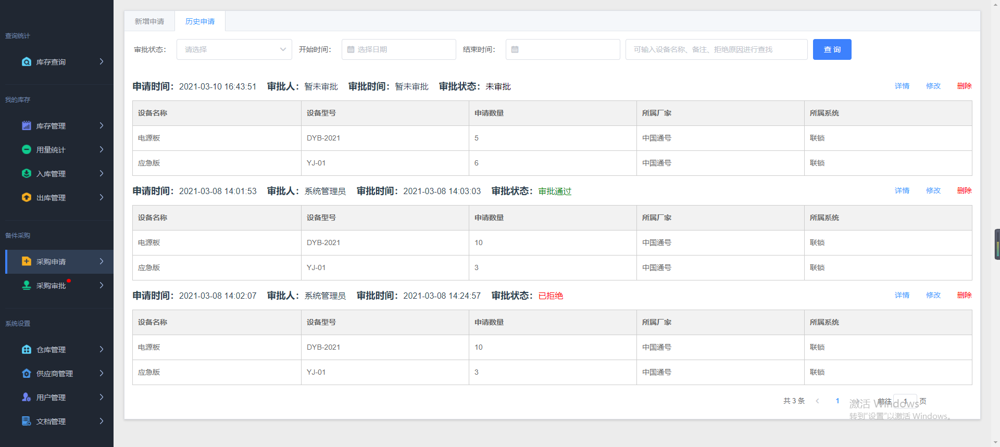 查询统计
库存查询
我的库存
库存管理
用量统计
入库管理
出库管理
备件采购
采购申请
采购审批
系统设置
仓库管理
供应商管理
用户管理
文档管理
新增申请 历史申请
审批状态： 请选择 开始时间： 选择日期 结束时间： 可输入设备名称、备注、拒绝原因进行查找 查 询
申请时间：2021-03-10 16:43:51 审批人：暂未审批 审批时间：暂未审批 审批状态：未审批 详情 修改 删除
设备名称 设备型号 申请数量 所属厂家 所属系统
电源板 DYB-2021 5 中国通号 联锁
应急版 YJ-01 6 中国通号 联锁
申请时间：2021-03-08 14:01:53 审批人：系统管理员 审批时间：2021-03-08 14:03:03 审批状态：审批通过 详情 修改 删除
设备名称 设备型号 申请数量 所属厂家 所属系统
电源板 DYB-2021 10 中国通号 联锁
应急版 YJ-01 3 中国通号 联锁
申请时间：2021-03-08 14:02:07 审批人：系统管理员 审批时间：2021-03-08 14:24:57 审批状态：已拒绝 详情 修改 删除
设备名称 设备型号 申请数量 所属厂家 所属系统
电源板 DYB-2021 10 中国通号 联锁
应急版 YJ-01 3 中国通号 联锁
共 3 条 1 前往 1 页
激活 Windows
转到“设置”以激活 Windows。